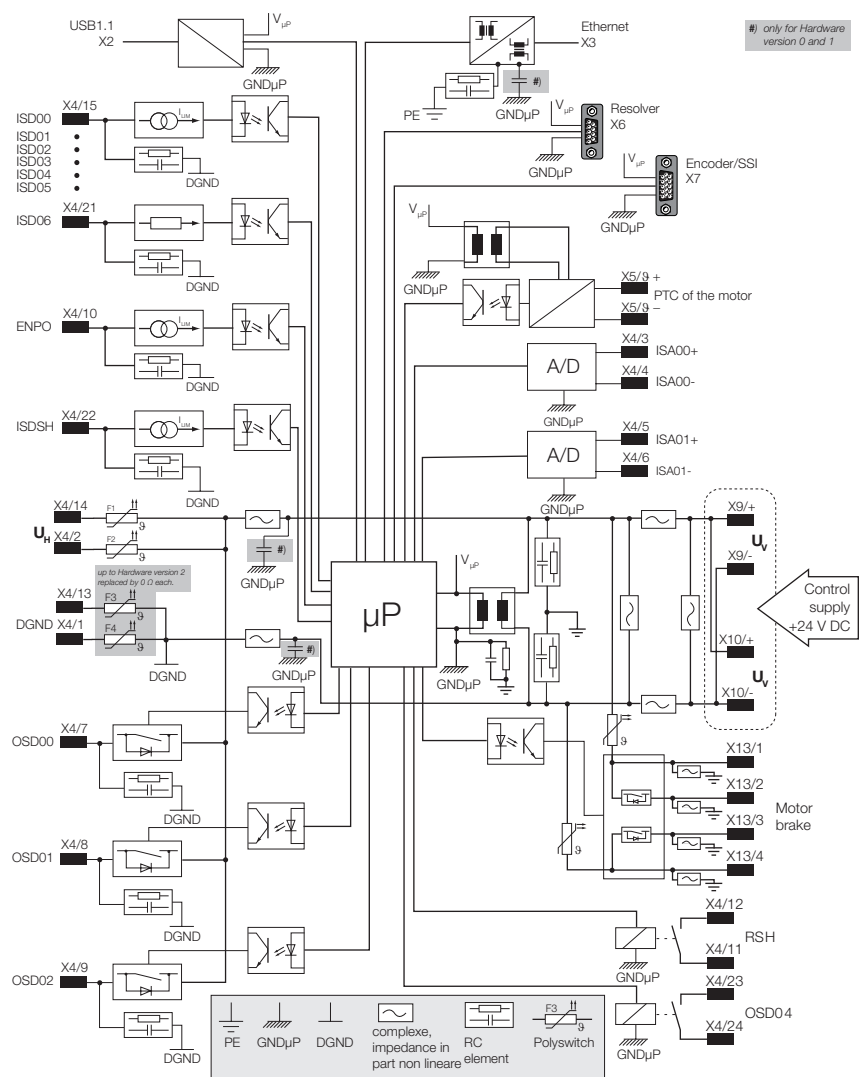 USB1.1
X2
VµP
GNDµP
Ethernet
X3
#)
PE
GNDµP
#) only for Hardware
version 0 and 1
VµP
Resolver
X6
GNDµP
VµP
Encoder/SSI
X7
GNDµP
ISD00
X4/15
IUM
DGND
ISD01
ISD02
ISD03
ISD04
ISD05
ISD06
X4/21
DGND
VµP
GNDµP
X5/ϑ +
PTC of the motor
X5/ϑ –
ENPO
X4/10
IUM
DGND
A/D
X4/3
ISA00+
X4/4
ISA00-
GNDµP
ISDSH
X4/22
IUM
DGND
A/D
X4/5
ISA01+
X4/6
ISA01-
GNDµP
X4/14
F1
ϑ
UH
X4/2
F2
ϑ
#)
GNDµP
up to Hardware version 2
replaced by 0 Ω each.
X4/13
F3
ϑ
DGND
X4/1
F4
ϑ
DGND
#)
GNDµP
µP
VµP
GNDµP
X9/+
UV
X9/-
X10/+
UV
X10/-
Control
supply
+24 V DC
OSD00
X4/7
DGND
OSD01
X4/8
DGND
OSD02
X4/9
DGND
ϑ
ϑ
X13/1
X13/2
X13/3
X13/4
Motor
brake
X4/12
RSH
X4/11
GNDµP
X4/23
OSD04
X4/24
GNDµP
PE
GNDµP
DGND
complexe,
impedance in
part non lineare
RC
element
F3
ϑ
Polyswitch